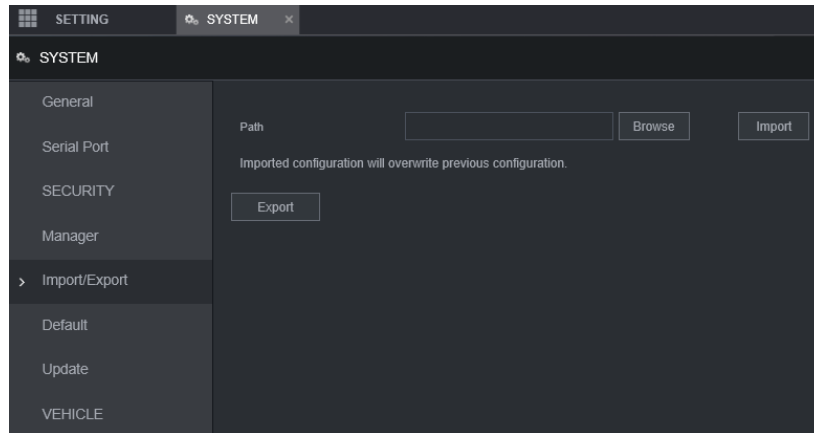 SETTING
SYSTEM ×
SYSTEM
General
Serial Port
SECURITY
Manager
Import/Export
Default
Update
VEHICLE
Path
Browse
Import
Imported configuration will overwrite previous configuration.
Export